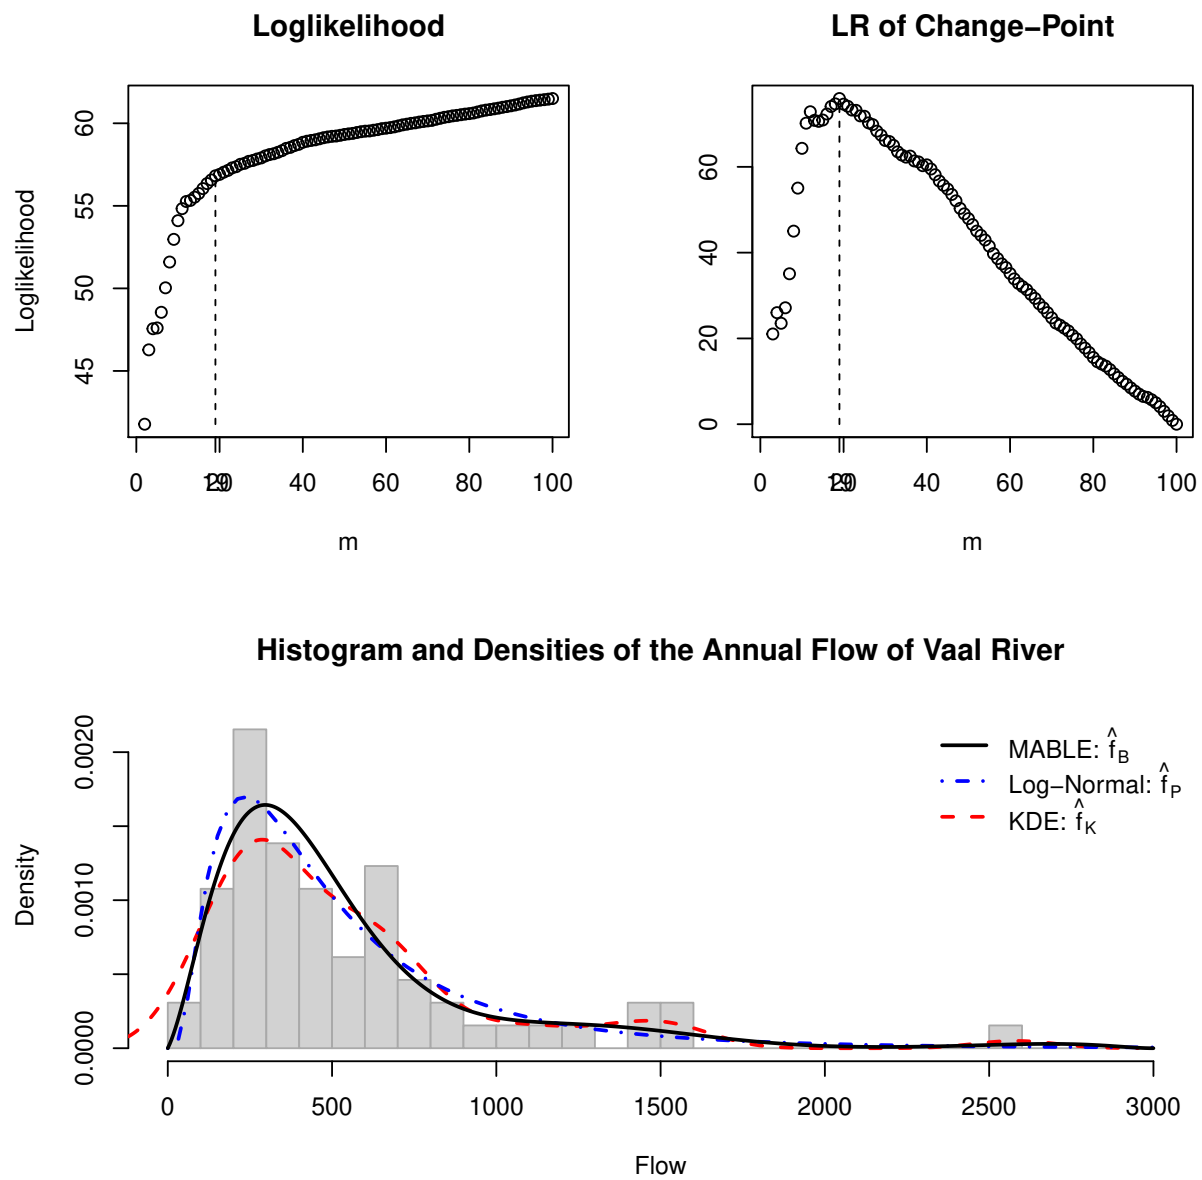 Loglikelihood
LR of Change−Point
Loglikelihood
45 50 55 60
0 19 20 40 60 80 100
m
0 20 40 60
0 19 20 40 60 80 100
m
Histogram and Densities of the Annual Flow of Vaal River
Density
0.0000 0.0010 0.0020
MABLE: f̂B
Log−Normal: f̂P
KDE: f̂K
0 500 1000 1500 2000 2500 3000
Flow